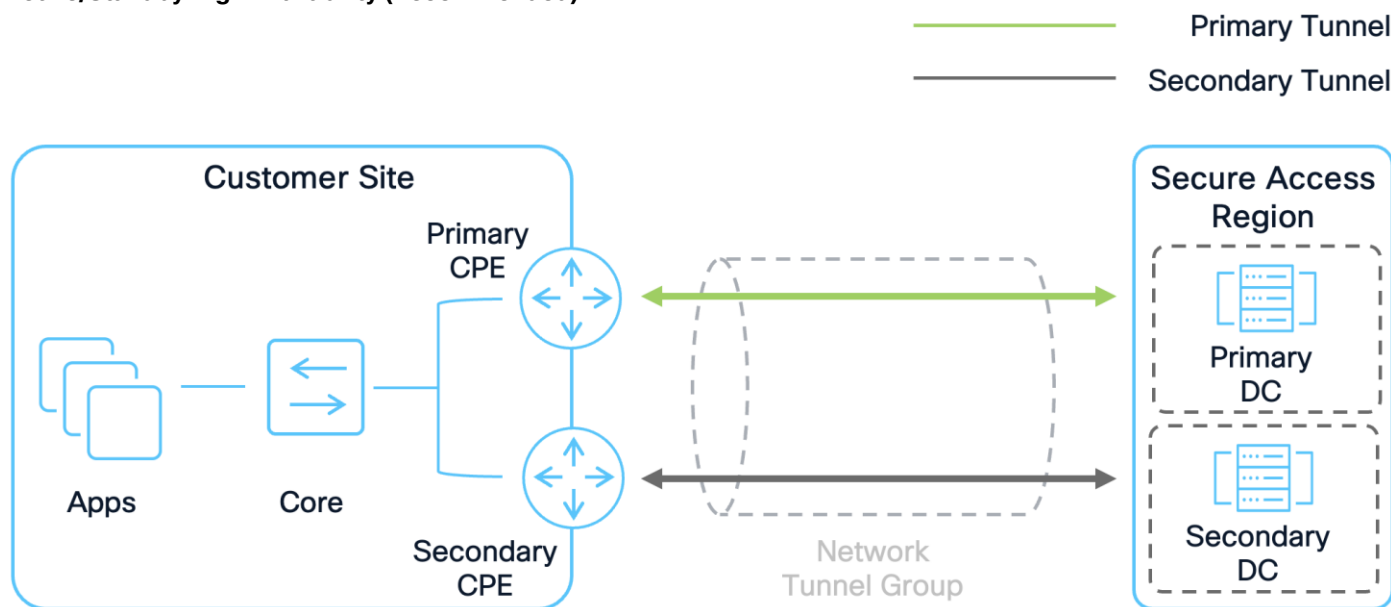 Primary Tunnel
Secondary Tunnel
Customer Site
Secure Access
Region
Primary
CPE
Primary
DC
Apps
Core
Secondary
CPE
Network
Tunnel Group
Secondary
DC